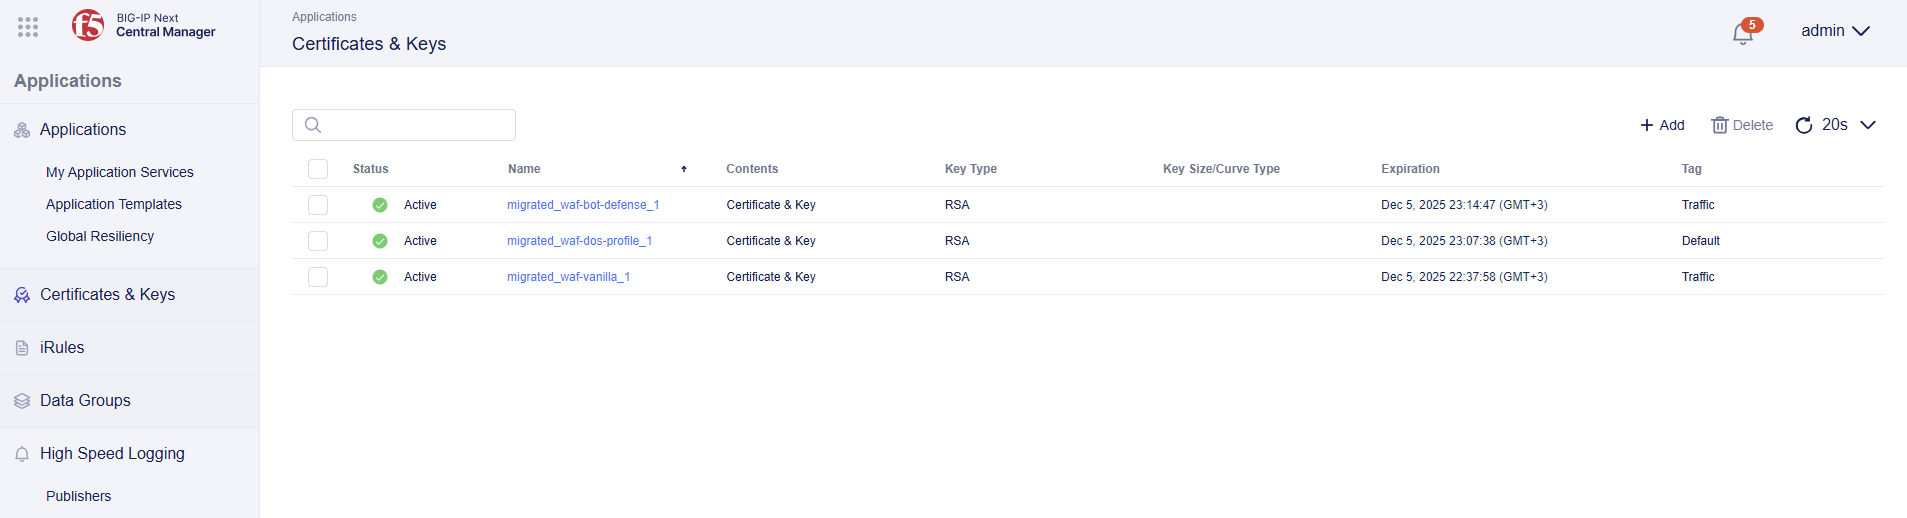 BIG-IP Next
Central Manager
Applications
Applications
My Application Services
Application Templates
Global Resiliency
Certificates & Keys
iRules
Data Groups
High Speed Logging
Publishers
Applications
Certificates & Keys
5
admin
Add
Delete
20s
Status Name Contents Key Type Key Size/Curve Type Expiration Tag
Active migrated_waf-bot-defense_1 Certificate & Key RSA Dec 5, 2025 23:14:47 (GMT+3) Traffic
Active migrated_waf-dos-profile_1 Certificate & Key RSA Dec 5, 2025 23:07:38 (GMT+3) Default
Active migrated_waf-vanilla_1 Certificate & Key RSA Dec 5, 2025 22:37:58 (GMT+3) Traffic